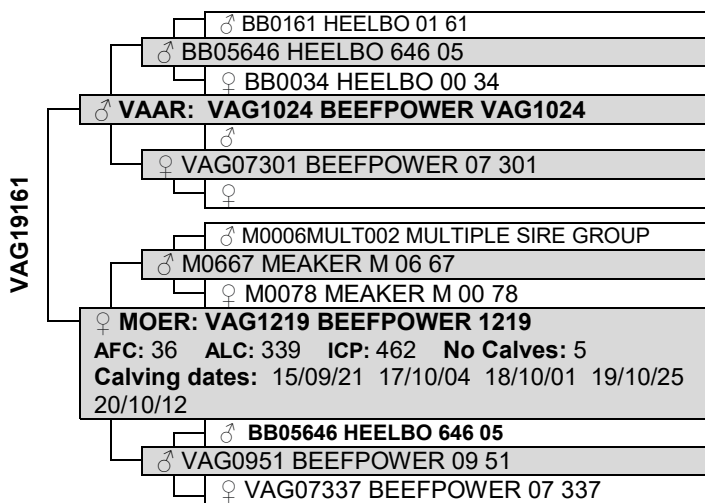 ♂ BB0161 HEELBO 01 61
♂ BB05646 HEELBO 646 05
♀ BB0034 HEELBO 00 34
♂ VAAR: VAG1024 BEEFPOWER VAG1024
♂
♀ VAG07301 BEEFPOWER 07 301
♀
VAG19161
♂ M0006MULT002 MULTIPLE SIRE GROUP
♂ M0667 MEAKER M 06 67
♀ M0078 MEAKER M 00 78
♀ MOER: VAG1219 BEEFPOWER 1219
AFC: 36 ALC: 339 ICP: 462 No Calves: 5
Calving dates: 15/09/21 17/10/04 18/10/01 19/10/25
20/10/12
♂ BB05646 HEELBO 646 05
♂ VAG0951 BEEFPOWER 09 51
♀ VAG07337 BEEFPOWER 07 337